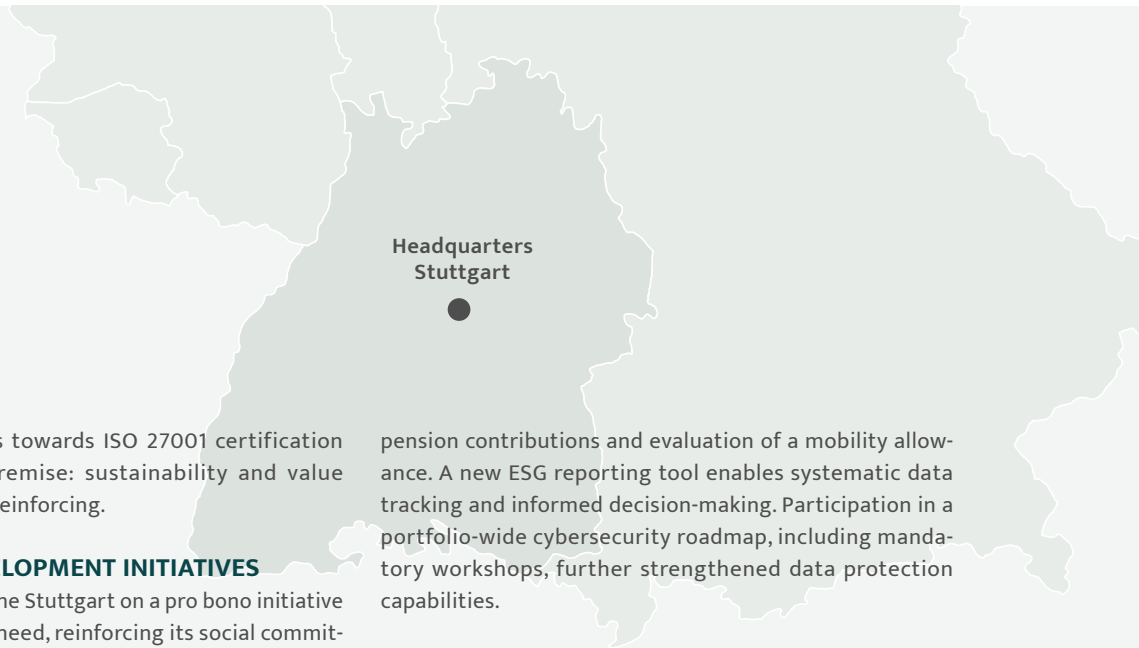 Headquarters
Stuttgart
s towards ISO 27001 certification
remise: sustainability and value
einforcing.
LOPMENT INITIATIVES
ne Stuttgart on a pro bono initiative
need, reinforcing its social commit-
pension contributions and evaluation of a mobility allow-
ance. A new ESG reporting tool enables systematic data
tracking and informed decision-making. Participation in a
portfolio-wide cybersecurity roadmap, including manda-
tory workshops, further strengthened data protection
capabilities.